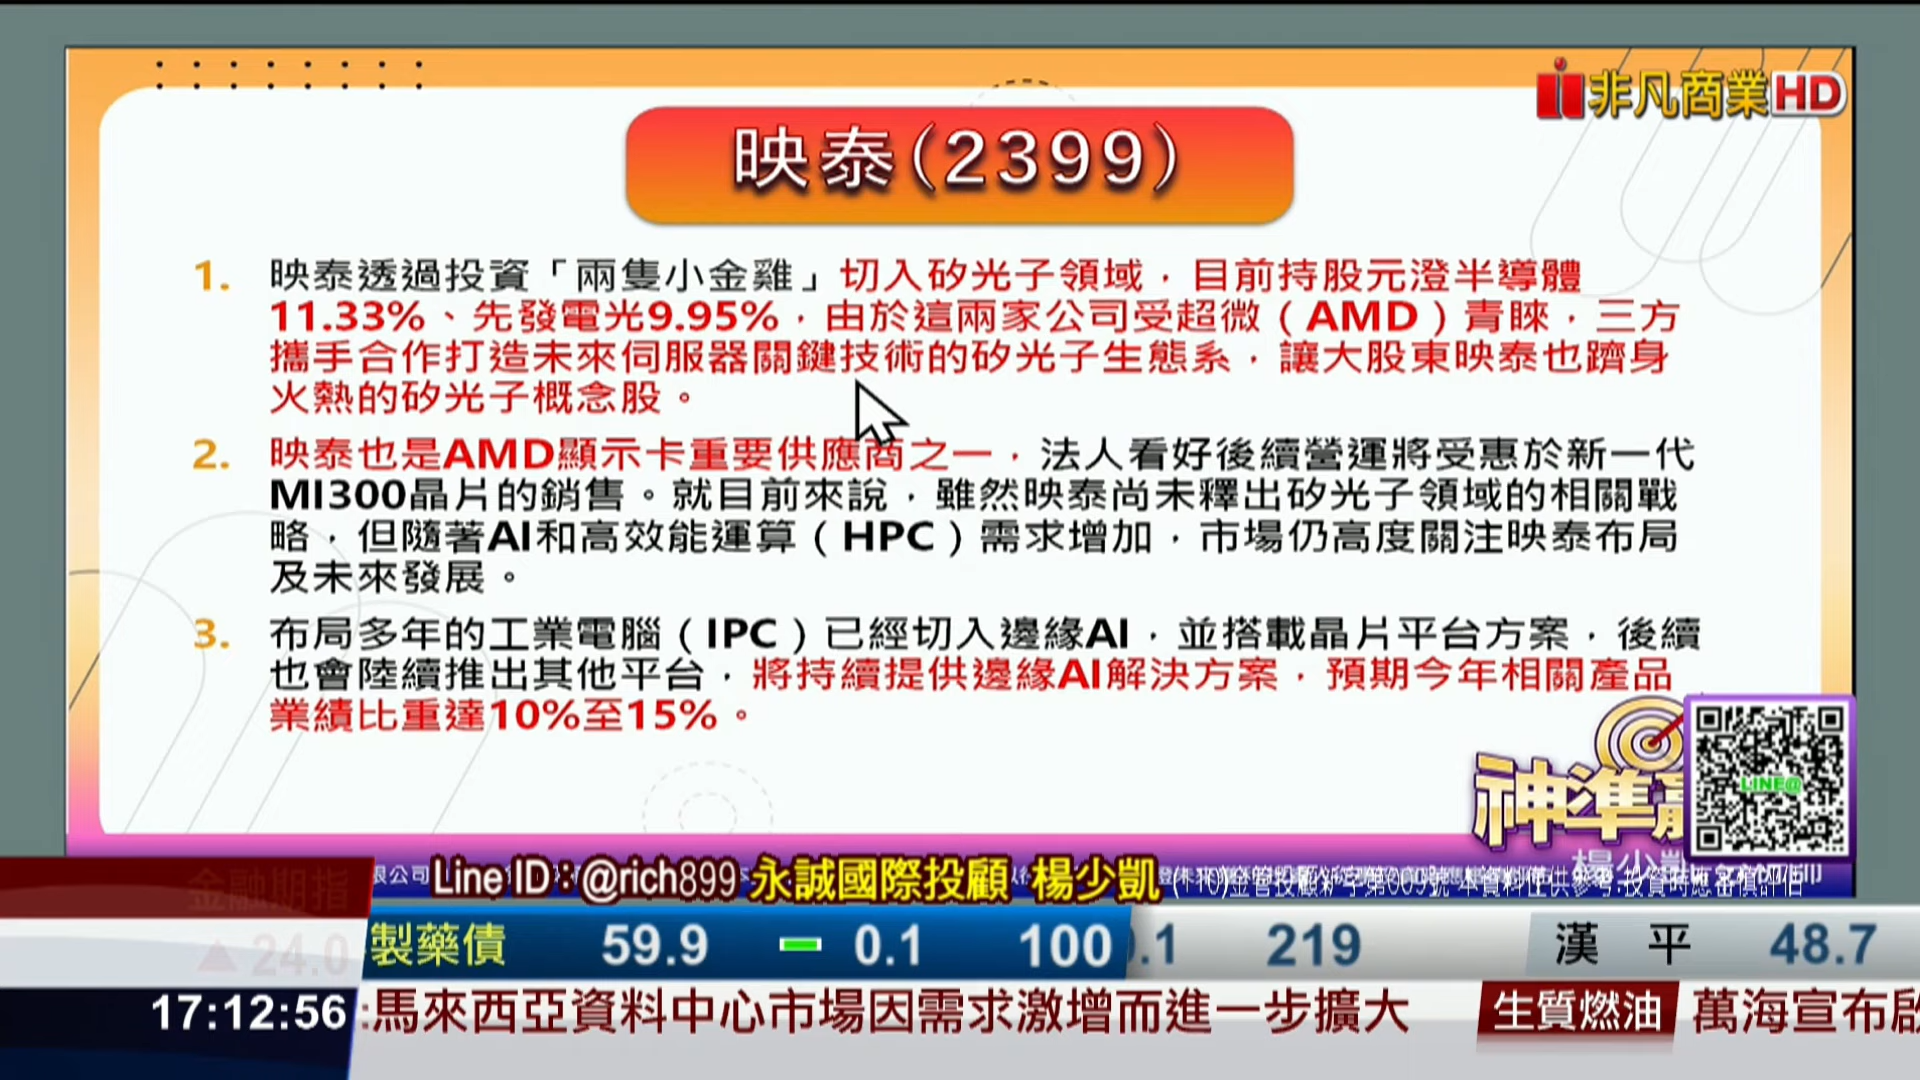 非凡商業HD
映泰(2399)
1. 映泰透過投資「兩隻小金雞」切入矽光子領域，目前持股元澄半導體
11.33%、先發電光9.95%，由於這兩家公司受超微（AMD）青睞，三方
攜手合作打造未來伺服器關鍵技術的矽光子生態系，讓大股東映泰也躋身
火熱的矽光子概念股。
2. 映泰也是AMD顯示卡重要供應商之一，法人看好後續營運將受惠於新一代
MI300晶片的銷售。就目前來說，雖然映泰尚未釋出矽光子領域的相關戰
略，但隨著AI和高效能運算（HPC）需求增加，市場仍高度關注映泰布局
及未來發展。
3. 布局多年的工業電腦（IPC）已經切入邊緣AI，並搭載晶片平台方案，後續
也會陸續推出其他平台，將持續提供邊緣AI解決方案，預期今年相關產品
業績比重達10%至15%。
神準
LINE@
Line ID：@rich899 永誠國際投顧 楊少凱
金融期指
▲24.0
製藥債 59.9 0.1 100 0.1 219 漢 平 48.7
17:12:56 :馬來西亞資料中心市場因需求激增而進一步擴大 生質燃油 萬海宣布啟